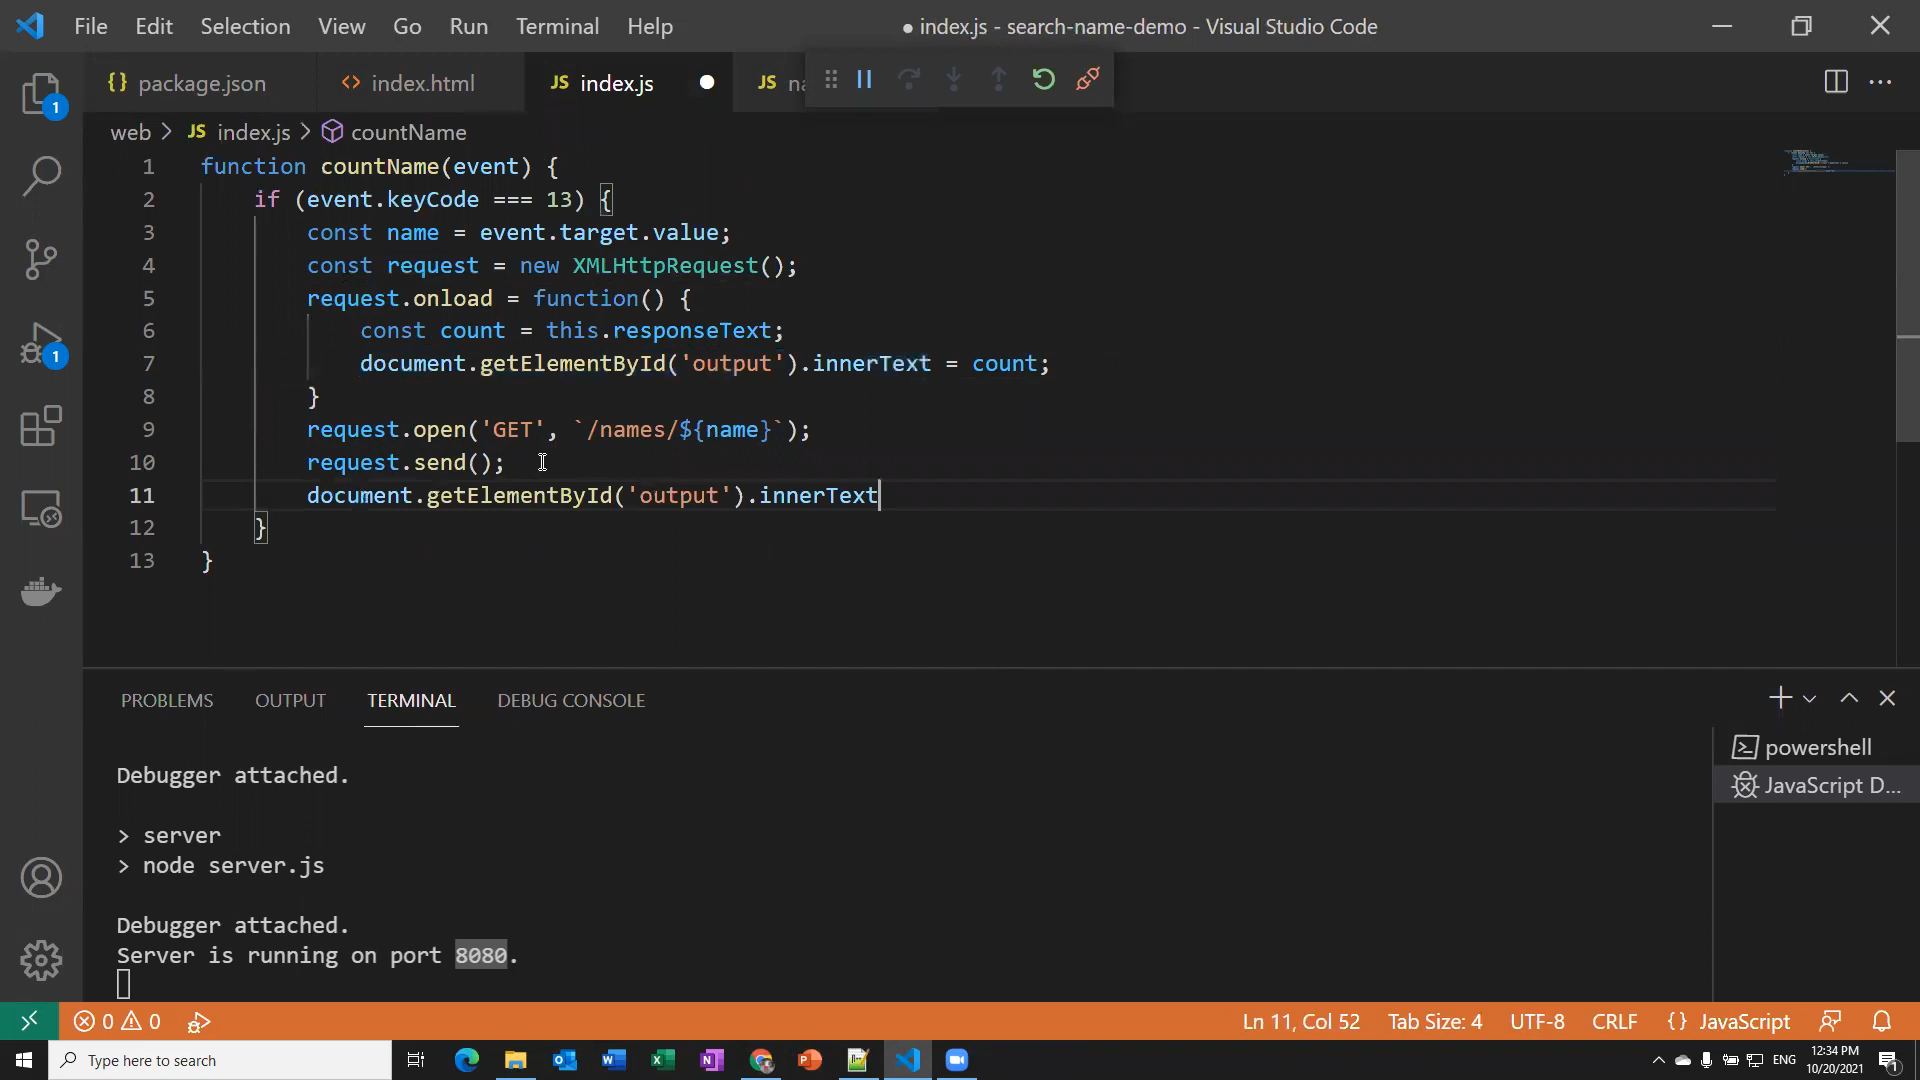 File Edit Selection View Go Run Terminal Help
● index.js - search-name-demo - Visual Studio Code
{} package.json
<> index.html
JS index.js
JS na
web > JS index.js > countName
1 function countName(event) {
2 if (event.keyCode === 13) {
3 const name = event.target.value;
4 const request = new XMLHttpRequest();
5 request.onload = function() {
6 const count = this.responseText;
7 document.getElementById('output').innerText = count;
8 }
9 request.open('GET', `/names/${name}`);
10 request.send();
11 document.getElementById('output').innerText
12 }
13 }
1
1
PROBLEMS OUTPUT TERMINAL DEBUG CONSOLE
powershell
JavaScript D...
Debugger attached.
> server
> node server.js
Debugger attached.
Server is running on port 8080.
0 0
Ln 11, Col 52 Tab Size: 4 UTF-8 CRLF {} JavaScript
Type here to search
ENG
12:34 PM
10/20/2021
1